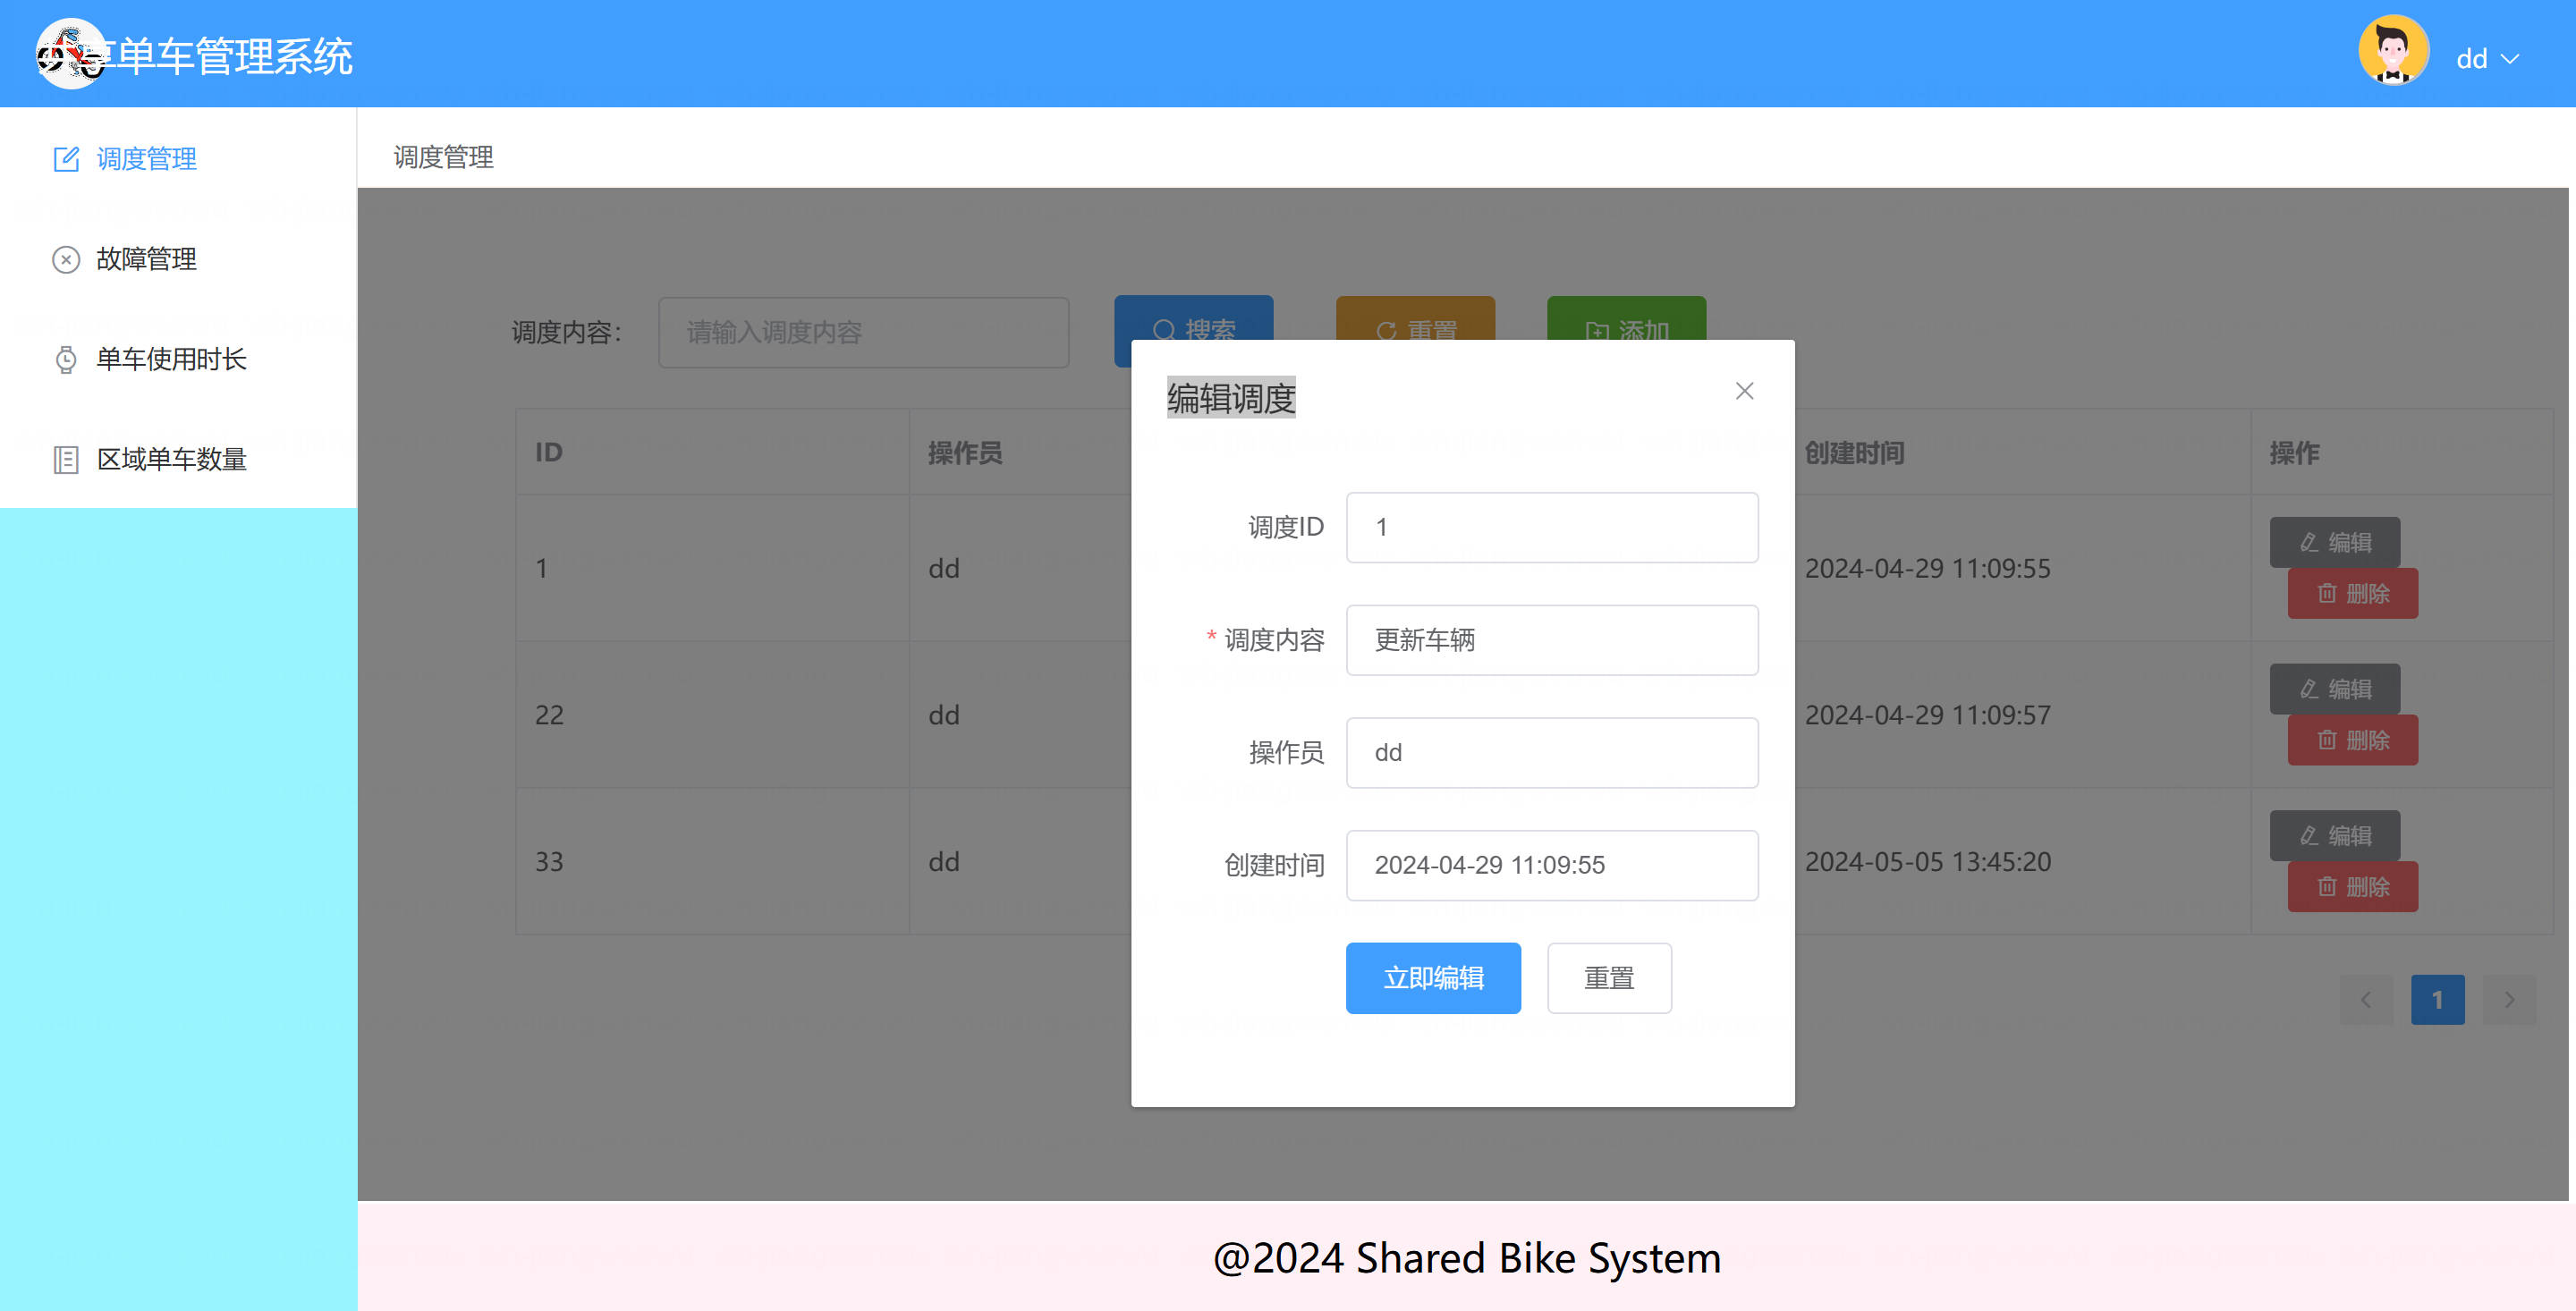 享单车管理系统
dd
调度管理
故障管理
单车使用时长
区域单车数量
调度管理
调度内容：
请输入调度内容
搜索
重置
添加
ID
操作员
创建时间
操作
1
dd
2024-04-29 11:09:55
编辑
删除
22
dd
2024-04-29 11:09:57
编辑
删除
33
dd
2024-05-05 13:45:20
编辑
删除
1
编辑调度
调度ID
1
* 调度内容
更新车辆
操作员
dd
创建时间
2024-04-29 11:09:55
立即编辑
重置
@2024 Shared Bike System